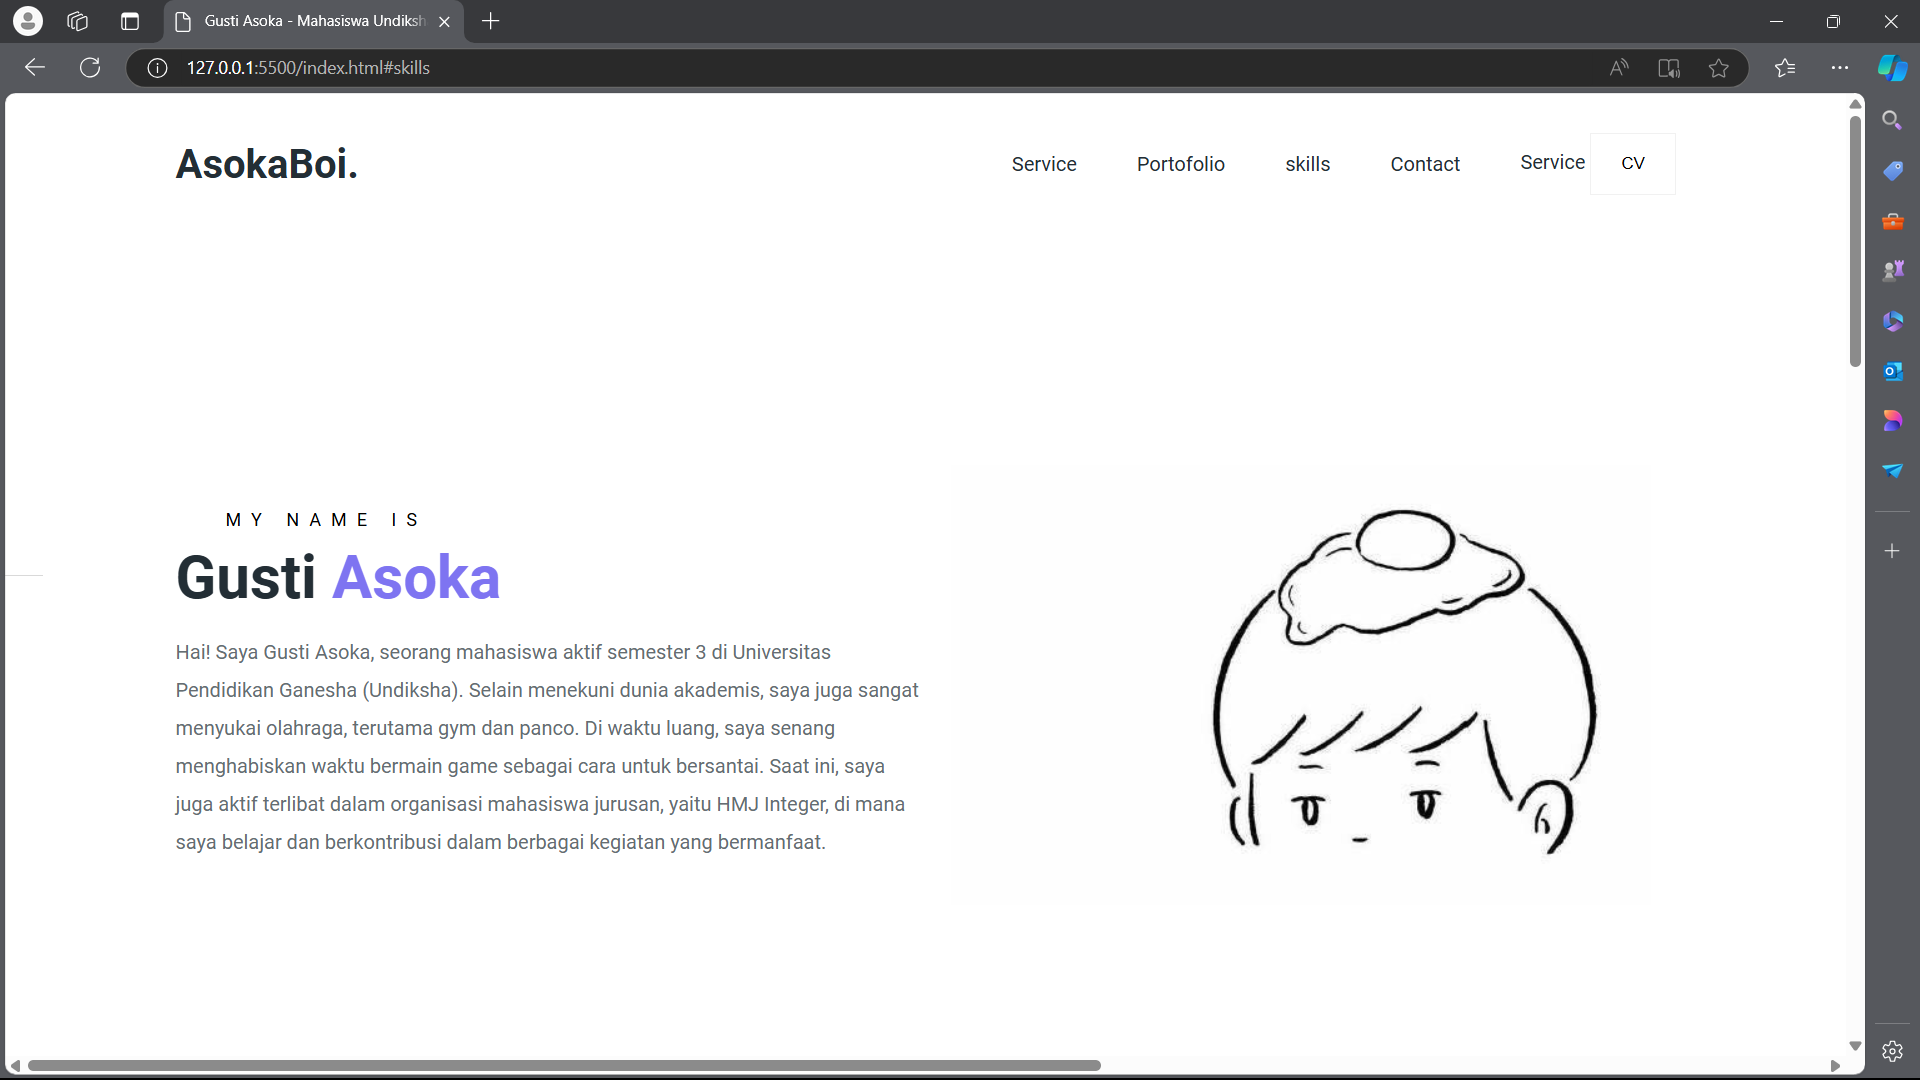 Gusti Asoka - Mahasiswa Undiksh
127.0.0.1:5500/index.html#skills
AsokaBoi.
Service Portofolio skills Contact Service CV
MY NAME IS
Gusti Asoka
Hai! Saya Gusti Asoka, seorang mahasiswa aktif semester 3 di Universitas
Pendidikan Ganesha (Undiksha). Selain menekuni dunia akademis, saya juga sangat
menyukai olahraga, terutama gym dan panco. Di waktu luang, saya senang
menghabiskan waktu bermain game sebagai cara untuk bersantai. Saat ini, saya
juga aktif terlibat dalam organisasi mahasiswa jurusan, yaitu HMJ Integer, di mana
saya belajar dan berkontribusi dalam berbagai kegiatan yang bermanfaat.